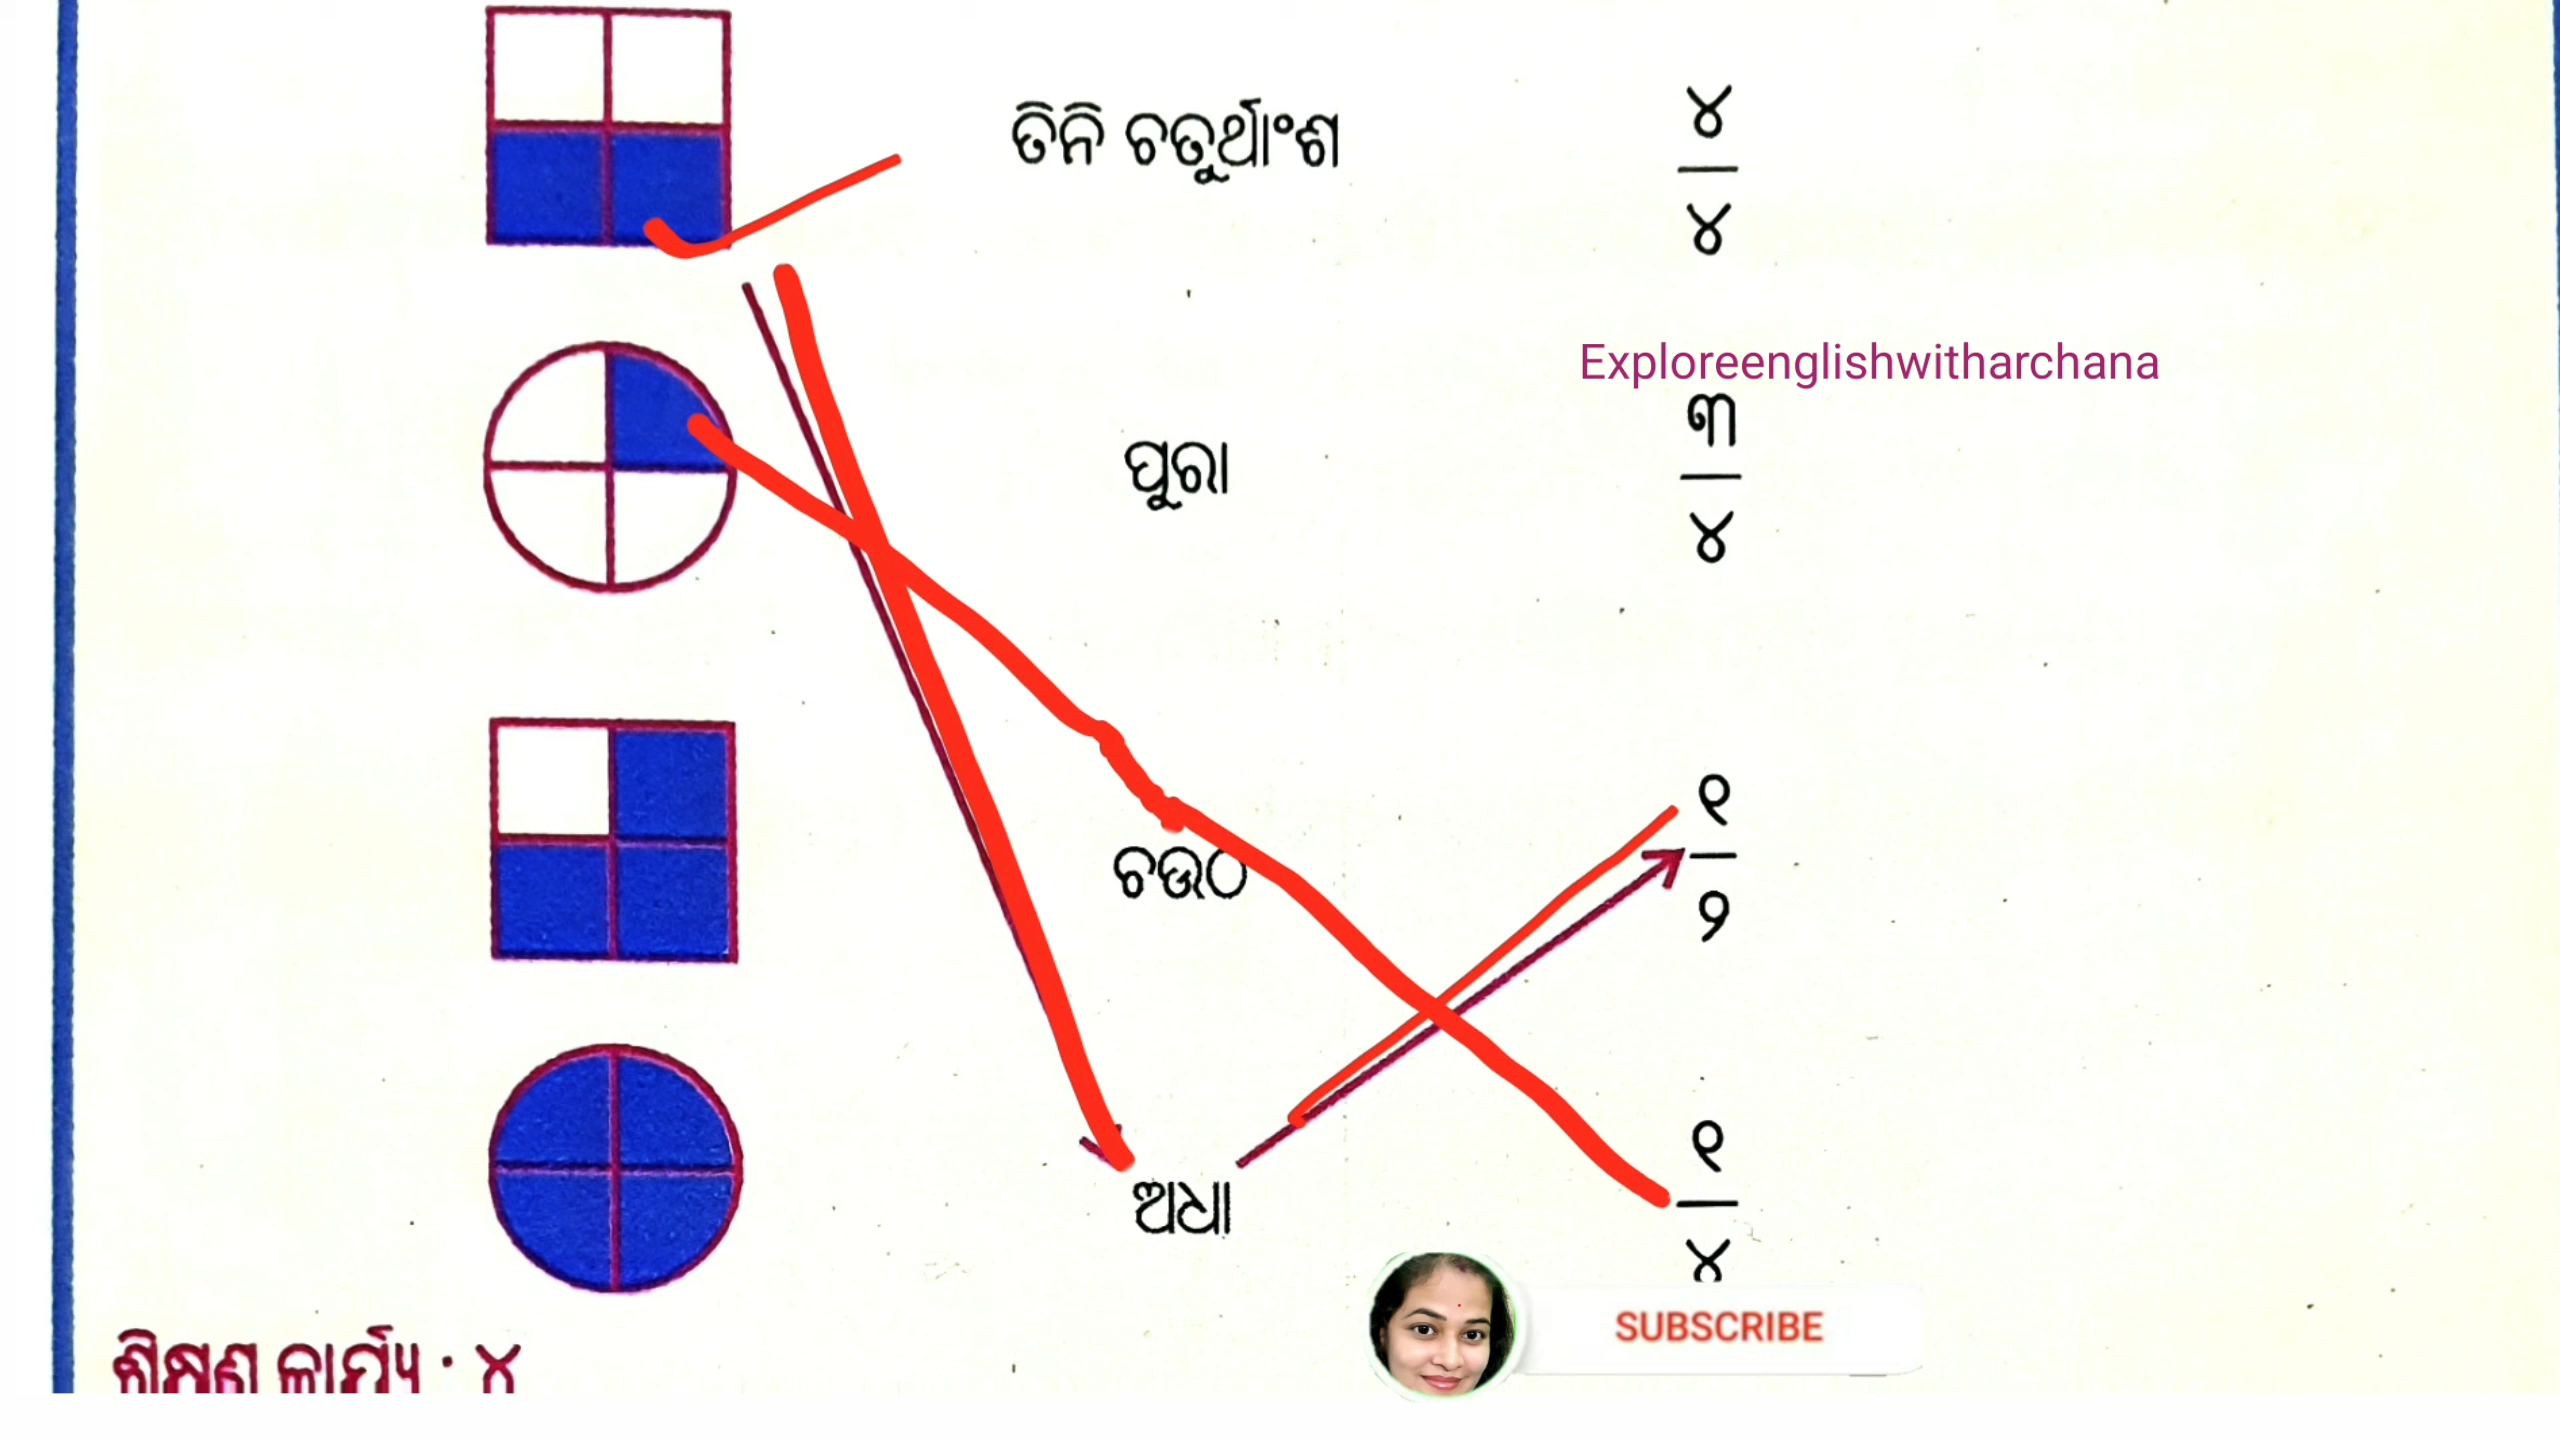 ତିନି ଚତୁର୍ଥାଂଶ
୪
୪
Exploreenglishwitharchana
ପୁରା
୩
୪
ଚଉଠ
୧
୨
ଅଧା
୧
୪
SUBSCRIBE
ଶିକ୍ଷଣ କାର୍ଯ୍ୟ : ୪